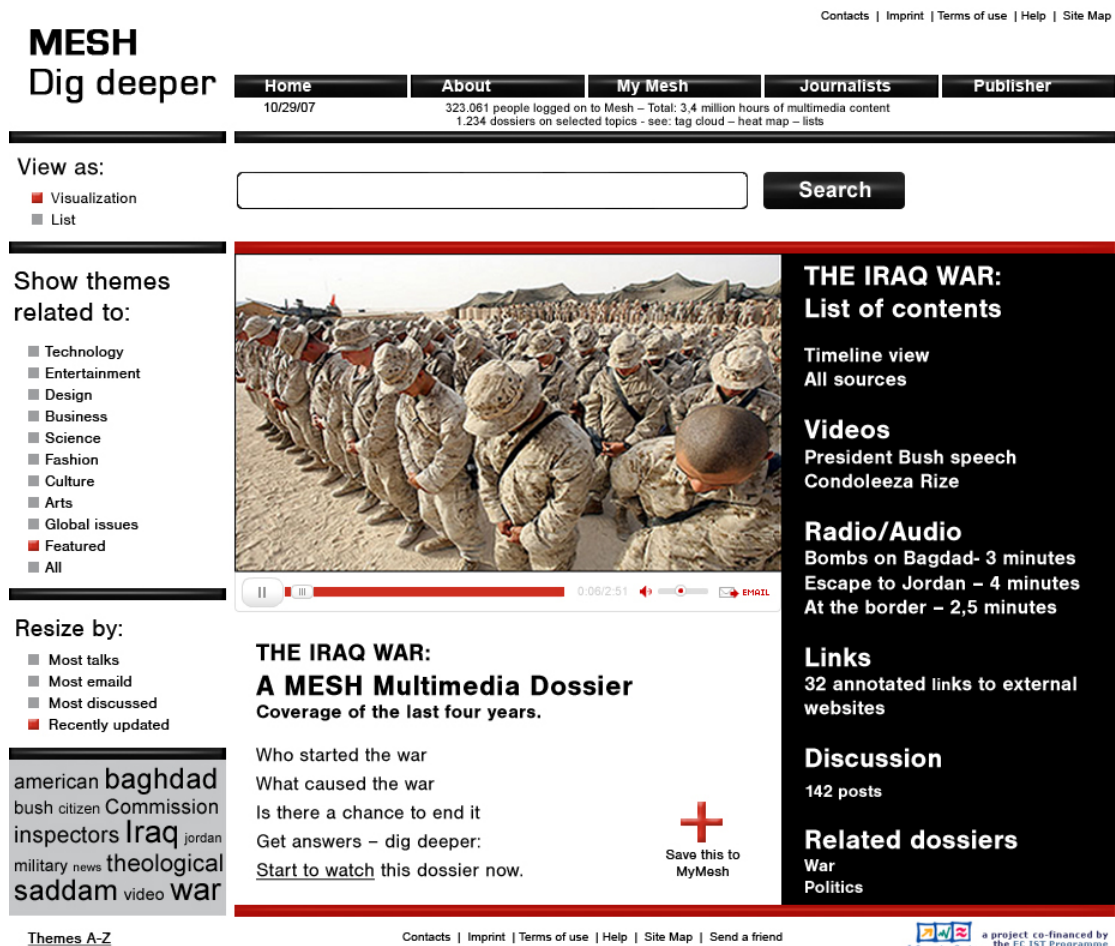 Contacts | Imprint | Terms of use | Help | Site Map
MESH
Dig deeper
Home About My Mesh Journalists Publisher
10/29/07
323.061 people logged on to Mesh – Total: 3,4 million hours of multimedia content
1.234 dossiers on selected topics - see: tag cloud – heat map – lists
View as:
Visualization
List
Search
Show themes
related to:
Technology
Entertainment
Design
Business
Science
Fashion
Culture
Arts
Global issues
Featured
All
Resize by:
Most talks
Most emaild
Most discussed
Recently updated
american baghdad
bush citizen Commission
inspectors Iraq jordan
military news theological
saddam video war
Themes A-Z
0:06/2:51 EMAIL
THE IRAQ WAR:
A MESH Multimedia Dossier
Coverage of the last four years.
Who started the war
What caused the war
Is there a chance to end it
Get answers – dig deeper:
Start to watch this dossier now.
Save this to
MyMesh
THE IRAQ WAR:
List of contents
Timeline view
All sources
Videos
President Bush speech
Condoleeza Rize
Radio/Audio
Bombs on Bagdad- 3 minutes
Escape to Jordan – 4 minutes
At the border – 2,5 minutes
Links
32 annotated links to external
websites
Discussion
142 posts
Related dossiers
War
Politics
Contacts | Imprint | Terms of use | Help | Site Map | Send a friend
a project co-financed by
the EC IST Programme